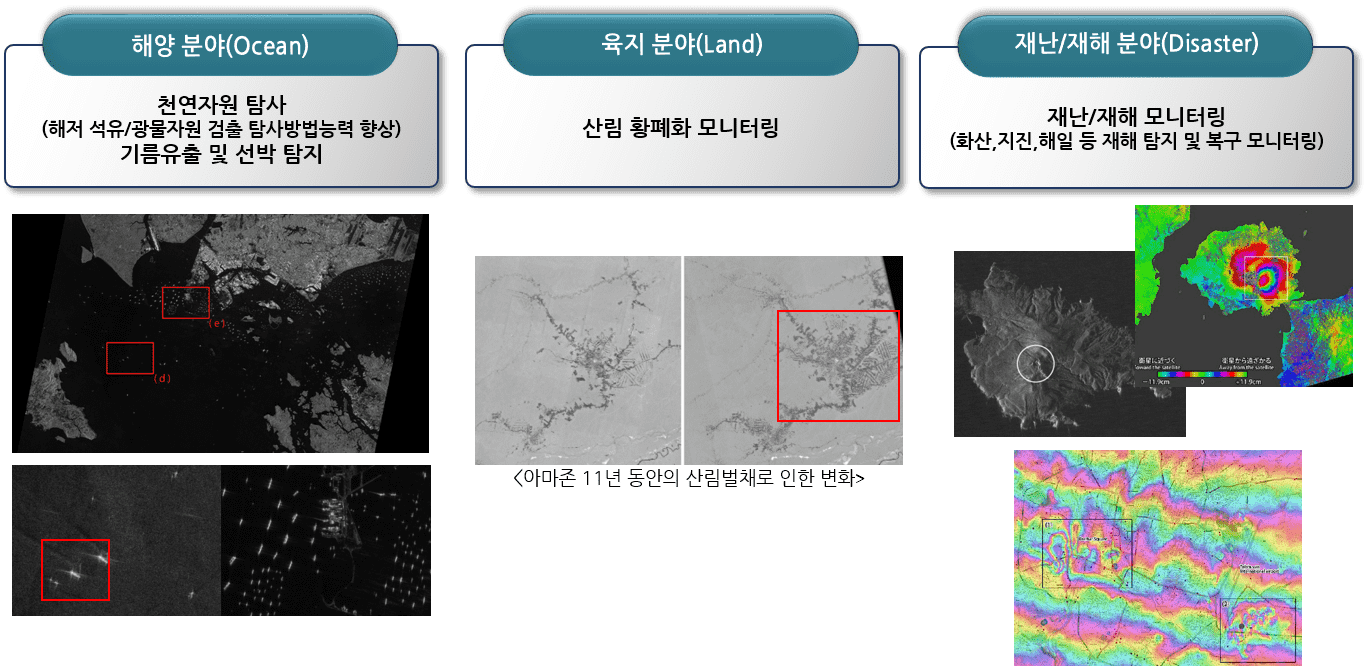 해양 분야(Ocean)
천연자원 탐사
(해저 석유/광물자원 검출 탐사방법능력 향상)
기름유출 및 선박 탐지
(e)
(d)
육지 분야(Land)
산림 황폐화 모니터링
<아마존 11년 동안의 산림벌채로 인한 변화>
재난/재해 분야(Disaster)
재난/재해 모니터링
(화산,지진,해일 등 재해 탐지 및 복구 모니터링)
衛星に近づく 衛星から遠ざかる
Toward the satellite Away from the satellite
−11.9cm 0 -11.9cm